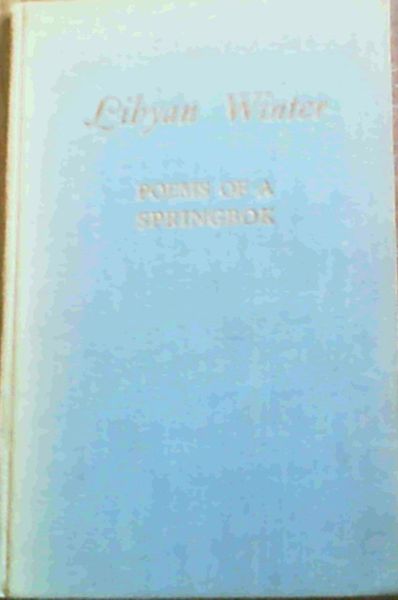 Libyan Winter
POEMS OF A
SPRINGBOK